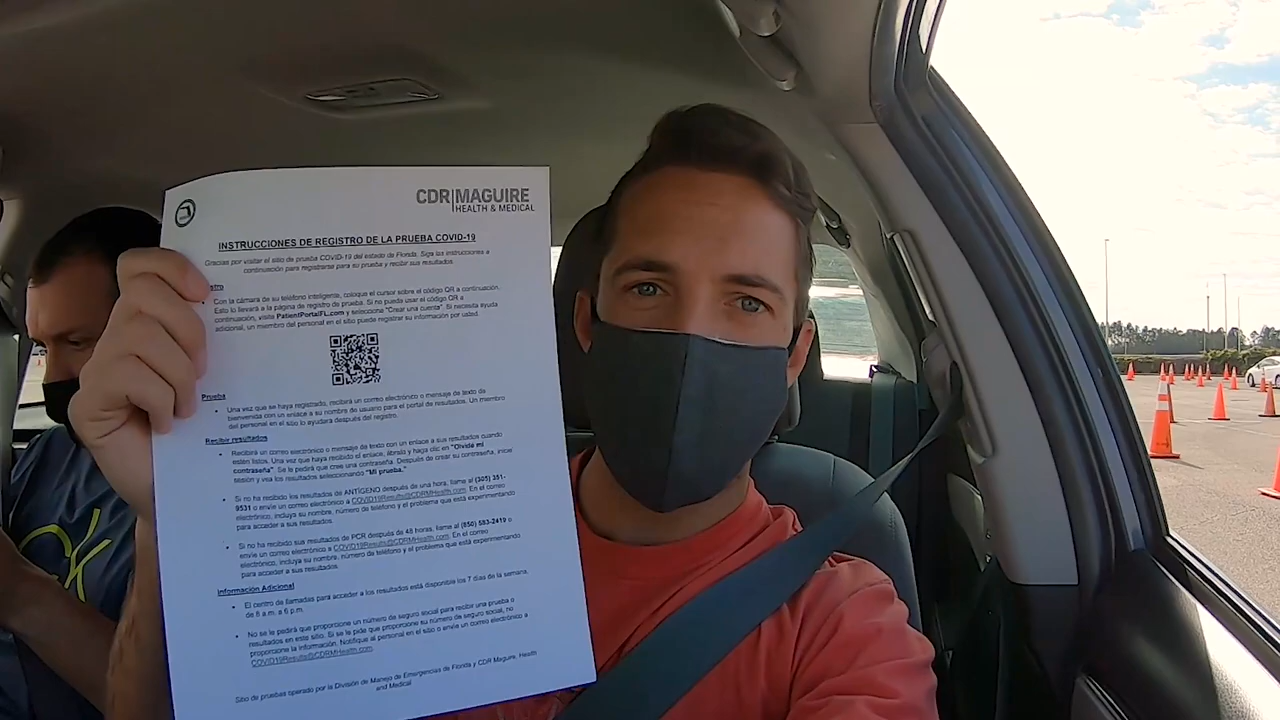 CDR|MAGUIRE
HEALTH & MEDICAL
INSTRUCCIONES DE REGISTRO DE LA PRUEBA COVID-19
Gracias por visitar el sitio de prueba COVID-19 del estado de Florida. Siga las instrucciones a
continuación para registrarse para su prueba y recibir sus resultados.
stro
Con la cámara de su teléfono inteligente, coloque el cursor sobre el código QR a continuación.
Esto lo llevará a la página de registro de prueba. Si no puede usar el código QR a
continuación, visite PatientPortalFL.com y seleccione "Crear una cuenta". Si necesita ayuda
adicional, un miembro del personal en el sitio puede registrar su información por usted.
Prueba
Una vez que se haya registrado, recibirá un correo electrónico o mensaje de texto de
bienvenida con un enlace a su nombre de usuario para el portal de resultados. Un miembro
del personal en el sitio lo ayudará después del registro.
Recibir resultados
Recibirá un correo electrónico o mensaje de texto con un enlace a sus resultados cuando
estén listos. Una vez que haya recibido el enlace, ábralo y haga clic en "Olvidé mi
contraseña". Se le pedirá que cree una contraseña. Después de crear su contraseña, inicie
sesión y vea los resultados seleccionando "Mi prueba."
Si no ha recibido los resultados de ANTÍGENO después de una hora, llame al (305) 351-
9531 o envíe un correo electrónico a COVID19Results@CDRMHealth.com. En el correo
electrónico, incluya su nombre, número de teléfono y el problema que está experimentando
para acceder a sus resultados.
Si no ha recibido sus resultados de PCR después de 48 horas, llame al (850) 583-2419 o
envíe un correo electrónico a COVID19Results@CDRMHealth.com. En el correo
electrónico, incluya su nombre, número de teléfono y el problema que está experimentando
para acceder a sus resultados.
Información Adicional
El centro de llamadas para acceder a los resultados está disponible los 7 días de la semana,
de 8 a.m. a 6 p.m.
No se le pedirá que proporcione un número de seguro social para recibir una prueba o
resultados en este sitio. Si se le pide que proporcione su número de seguro social, no
proporcione la información. Notifique al personal en el sitio o envíe un correo electrónico a
COVID19Results@CDRMHealth.com
Sitio de pruebas operado por la División de Manejo de Emergencias de Florida y CDR Maguire, Health
and Medical